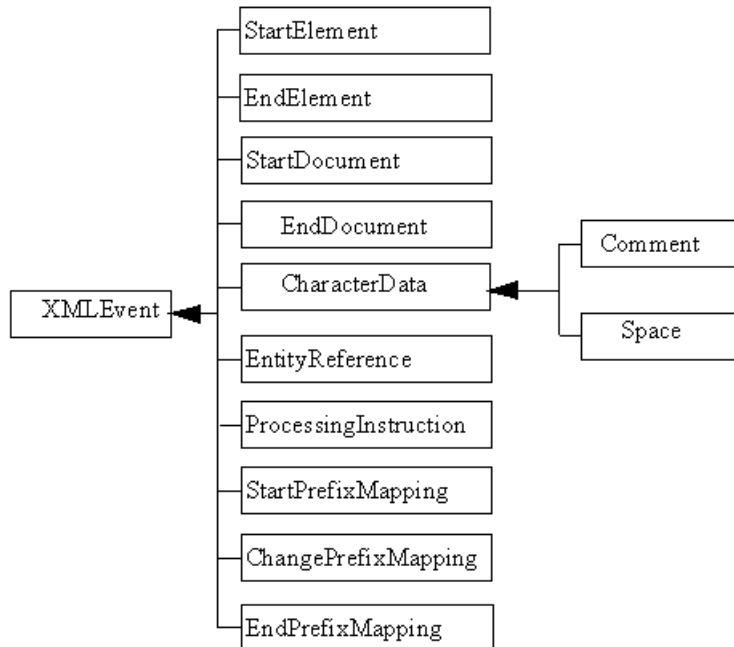 StartElement
EndElement
StartDocument
EndDocument
Comment
CharacterData
XMLEvent
Space
EntityReference
ProcessingInstruction
StartPrefixMapping
ChangePrefixMapping
EndPrefixMapping